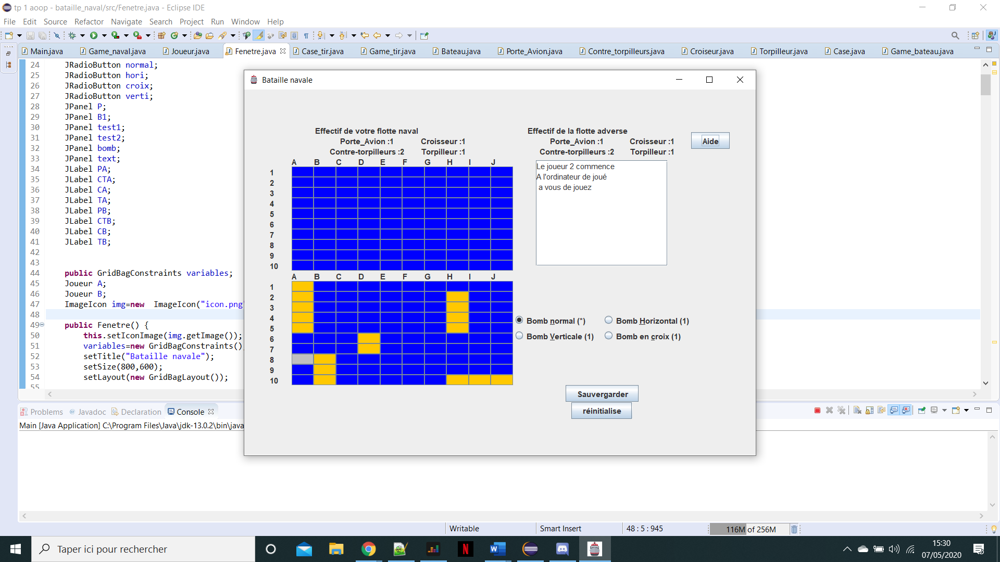 tp 1 aoop - bataille_naval/src/Fenetre.java - Eclipse IDE
File Edit Source Refactor Navigate Search Project Run Window Help
Main.java Game_naval.java Joueur.java Fenetre.java Case_tir.java Game_tir.java Bateau.java Porte_Avion.java Contre_torpilleurs.java Croiseur.java Torpilleur.java Case.java Game_bateau.java
24 JRadioButton normal;
25 JRadioButton hori;
26 JRadioButton croix;
27 JRadioButton verti;
28 JPanel P;
29 JPanel B1;
30 JPanel test1;
31 JPanel test2;
32 JPanel bomb;
33 JPanel text;
34 JLabel PA;
35 JLabel CTA;
36 JLabel CA;
37 JLabel TA;
38 JLabel PB;
39 JLabel CTB;
40 JLabel CB;
41 JLabel TB;
42
43
44 public GridBagConstraints variables;
45 Joueur A;
46 Joueur B;
47 ImageIcon img=new ImageIcon("icon.png"
48
49 public Fenetre() {
50 this.setIconImage(img.getImage());
51 variables=new GridBagConstraints()
52 setTitle("Bataille navale");
53 setSize(800,600);
54 setLayout(new GridBagLayout());
55
Bataille navale
Effectif de votre flotte naval
Porte_Avion :1 Croisseur :1
Contre-torpilleurs :2 Torpilleur :1
Effectif de la flotte adverse
Porte_Avion :1 Croisseur :1
Contre-torpilleurs :2 Torpilleur :1
Aide
A B C D E F G H I J
1
2
3
4
5
6
7
8
9
10
Le joueur 2 commence
A l'ordinateur de joué
a vous de jouez
A B C D E F G H I J
1
2
3
4
5
6
7
8
9
10
Bomb normal (*) Bomb Horizontal (1)
Bomb Verticale (1) Bomb en croix (1)
Sauvergarder
réinitialise
Problems Javadoc Declaration Console
Main [Java Application] C:\Program Files\Java\jdk-13.0.2\bin\java
Writable Smart Insert 48 : 5 : 945 116M of 256M
Taper ici pour rechercher
15:30
07/05/2020